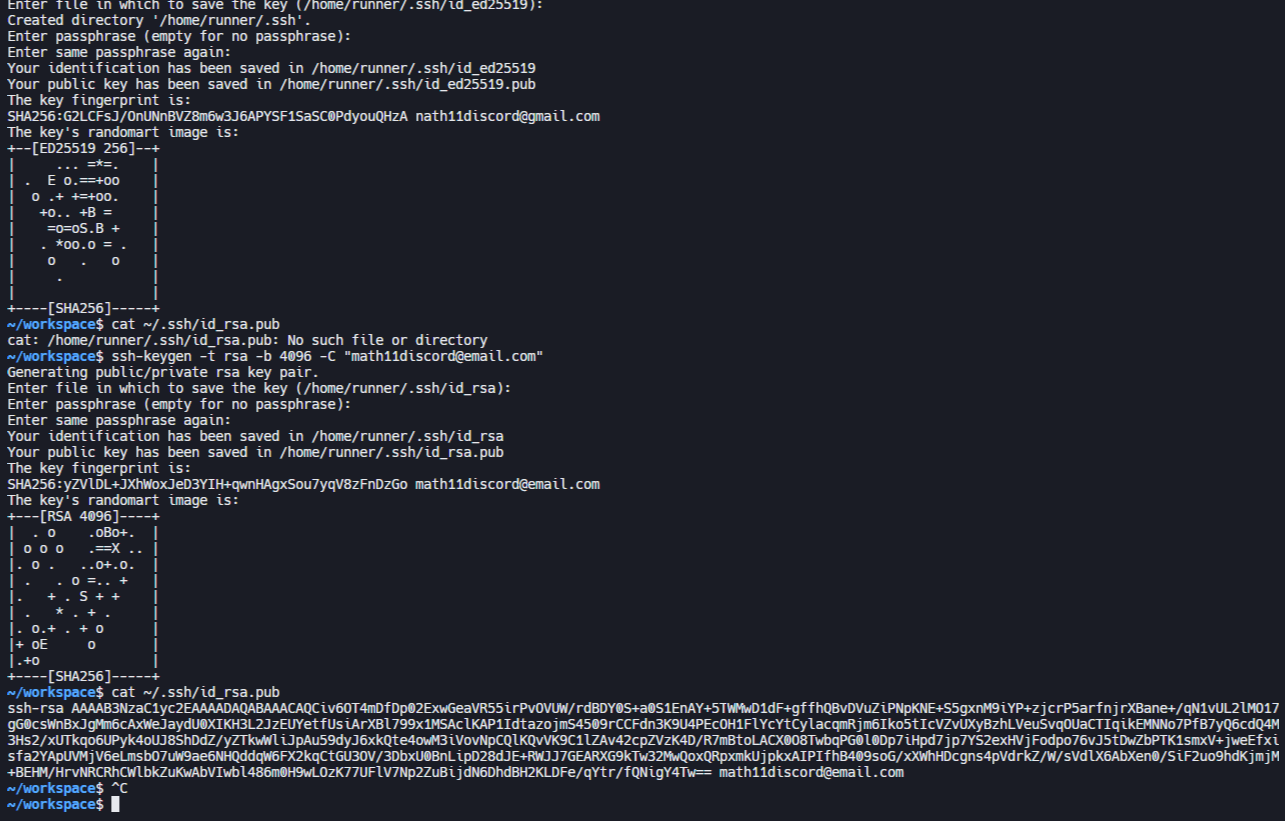 Enter file in which to save the key (/home/runner/.ssh/id_ed25519):
Created directory '/home/runner/.ssh'.
Enter passphrase (empty for no passphrase):
Enter same passphrase again:
Your identification has been saved in /home/runner/.ssh/id_ed25519
Your public key has been saved in /home/runner/.ssh/id_ed25519.pub
The key fingerprint is:
SHA256:G2LCFsJ/OnUNnBVZ8m6w3J6APYSF1SaSC0PdyouQHzA nath11discord@gmail.com
The key's randomart image is:
+--[ED25519 256]--+
|     ... =*=.    |
| .  E o.==+oo    |
|  o .+ +=+oo.    |
|   +o.. +B =     |
|    =o=oS.B +    |
|   . *oo.o = .   |
|    o   .   o    |
|     .           |
|                 |
+----[SHA256]-----+
~/workspace$ cat ~/.ssh/id_rsa.pub
cat: /home/runner/.ssh/id_rsa.pub: No such file or directory
~/workspace$ ssh-keygen -t rsa -b 4096 -C "math11discord@email.com"
Generating public/private rsa key pair.
Enter file in which to save the key (/home/runner/.ssh/id_rsa):
Enter passphrase (empty for no passphrase):
Enter same passphrase again:
Your identification has been saved in /home/runner/.ssh/id_rsa
Your public key has been saved in /home/runner/.ssh/id_rsa.pub
The key fingerprint is:
SHA256:yZVlDL+JXhWoxJeD3YIH+qwnHAgxSou7yqV8zFnDzGo math11discord@email.com
The key's randomart image is:
+---[RSA 4096]----+
|  . o    .oBo+.  |
| o o o   .==X .. |
|. o .   ..o+.o.  |
| .   . o =.. +   |
|.   + . S + +    |
| .   * . + .     |
|. o.+ . + o      |
|+ oE     o       |
|.+o              |
+----[SHA256]-----+
~/workspace$ cat ~/.ssh/id_rsa.pub
ssh-rsa AAAAB3NzaC1yc2EAAAADAQABAAACAQCiv6OT4mDfDp02ExwGeaVR55irPvOVUW/rdBDY0S+a0S1EnAY+5TWMwD1dF+gffhQBvDVuZiPNpKNE+S5gxnM9iYP+zjcrP5arfnjrXBane+/qN1vUL2lMO17
gG0csWnBxJgMm6cAxWeJaydU0XIKH3L2JzEUYetfUsiArXBl799x1MSAclKAP1IdtazojmS4509rCCFdn3K9U4PEcOH1FlYcYtCylacqmRjm6Iko5tIcVZvUXyBzhLVeuSvqOUaCTIqikEMNNo7PfB7yQ6cdQ4M
3Hs2/xUTkqo6UPyk4oUJ8ShDdZ/yZTkwWliJpAu59dyJ6xkQte4owM3iVovNpCQlKQvVK9C1lZAv42cpZVzK4D/R7mBtoLACX0O8TwbqPG0l0Dp7iHpd7jp7YS2exHVjFodpo76vJ5tDwZbPTK1smxV+jweEfxi
sfa2YApUVMjV6eLmsbO7uW9ae6NHQddqW6FX2kqCtGU3OV/3DbxU0BnLipD28dJE+RWJJ7GEARXG9kTw32MwQoxQRpxmkUjpkxAIPIfhB409soG/xXWhHDcgns4pVdrkZ/W/sVdlX6AbXen0/SiF2uo9hdKjmjM
+BEHM/HrvNRCRhCWlbkZuKwAbVIwbl486m0H9wLOzK77UFlV7Np2ZuBijdN6DhdBH2KLDFe/qYtr/fQNigY4Tw== math11discord@email.com
~/workspace$ ^C
~/workspace$